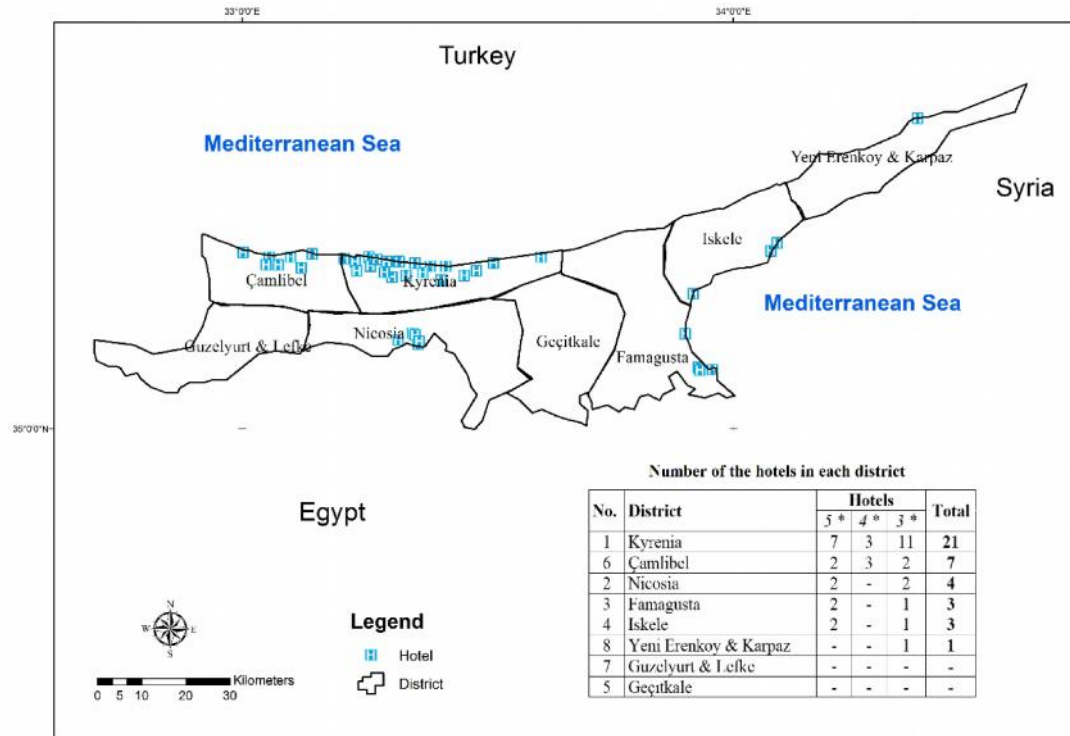 33°0'0"E 34°0'0"E
Turkey
Mediterranean Sea
Yeni Erenkoy & Karpaz
Syria
Iskele
Çamlibel
Kyrenia
Mediterranean Sea
Guzelyurt & Lefke
Nicosia
Geçitkale
Famagusta
35°0'0"N
Egypt
Number of the hotels in each district
No. District Hotels Total
5 * 4 * 3 *
1 Kyrenia 7 3 11 21
6 Çamlibel 2 3 2 7
2 Nicosia 2 - 2 4
3 Famagusta 2 - 1 3
4 Iskele 2 - 1 3
8 Yeni Erenkoy & Karpaz - - 1 1
7 Guzelyurt & Lefke - - - -
5 Geçitkale - - - -
N
W E
S
Legend
H Hotel
District
Kilometers
0 5 10 20 30